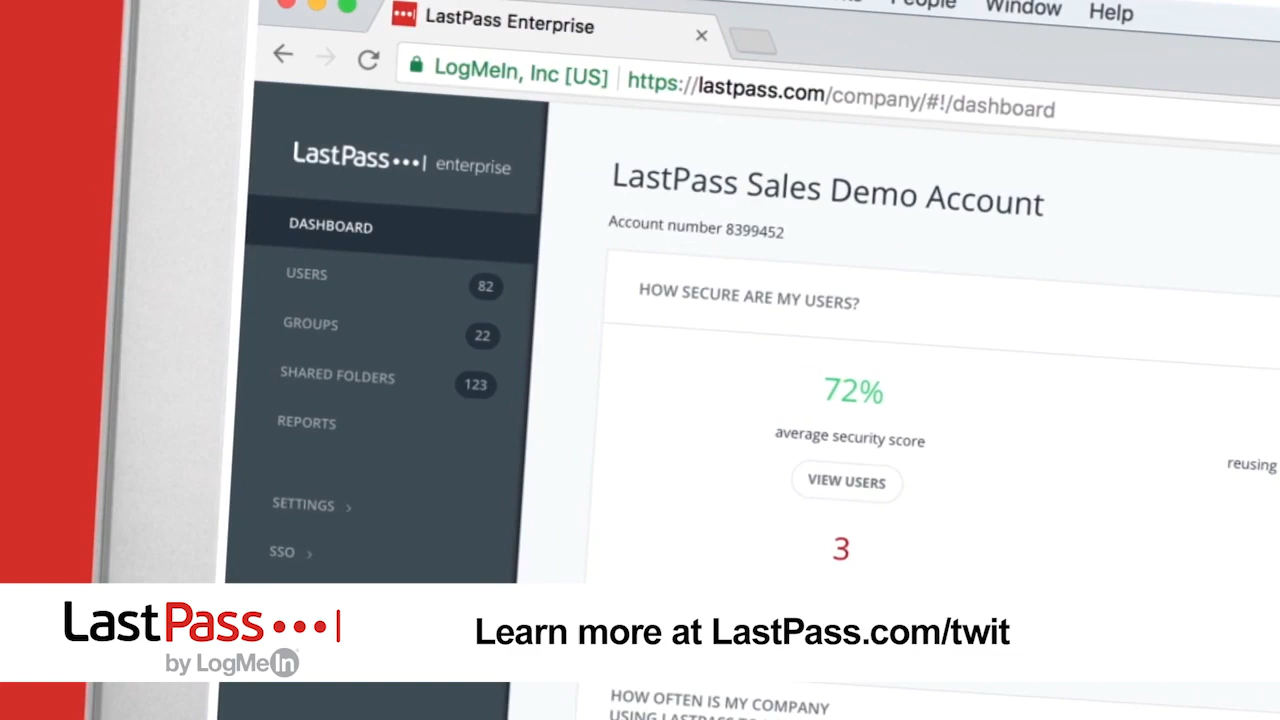 People Window Help
LastPass Enterprise
LogMeIn, Inc [US] https://lastpass.com/company/#!/dashboard
LastPass•••| enterprise
LastPass Sales Demo Account
Account number 8399452
DASHBOARD
USERS 82
GROUPS 22
SHARED FOLDERS 123
REPORTS
SETTINGS >
SSO >
HOW SECURE ARE MY USERS?
72%
average security score
VIEW USERS
reusing
3
LastPass•••|
by LogMeIn
Learn more at LastPass.com/twit
HOW OFTEN IS MY COMPANY
USING LASTPASS